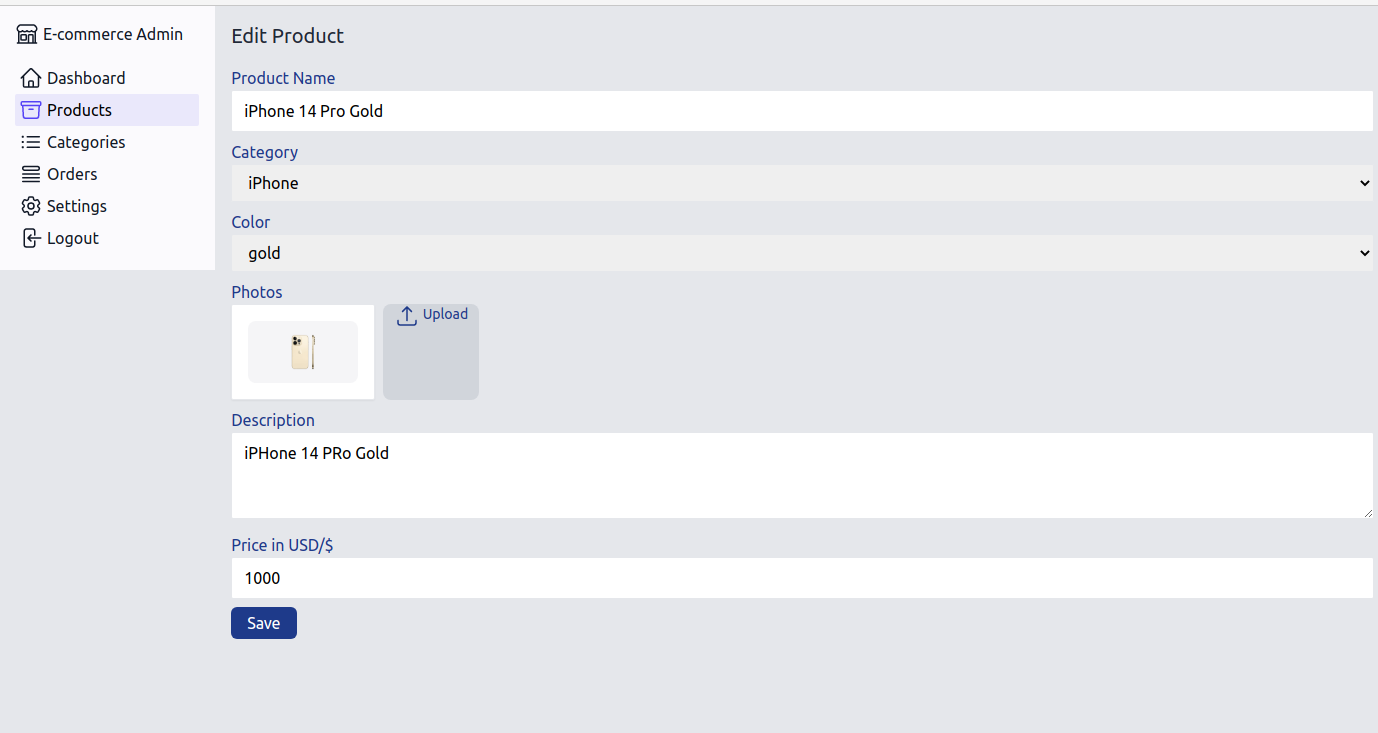 E-commerce Admin
Dashboard
Products
Categories
Orders
Settings
Logout
Edit Product
Product Name
iPhone 14 Pro Gold
Category
iPhone
Color
gold
Photos
Upload
Description
iPHone 14 PRo Gold
Price in USD/$
1000
Save